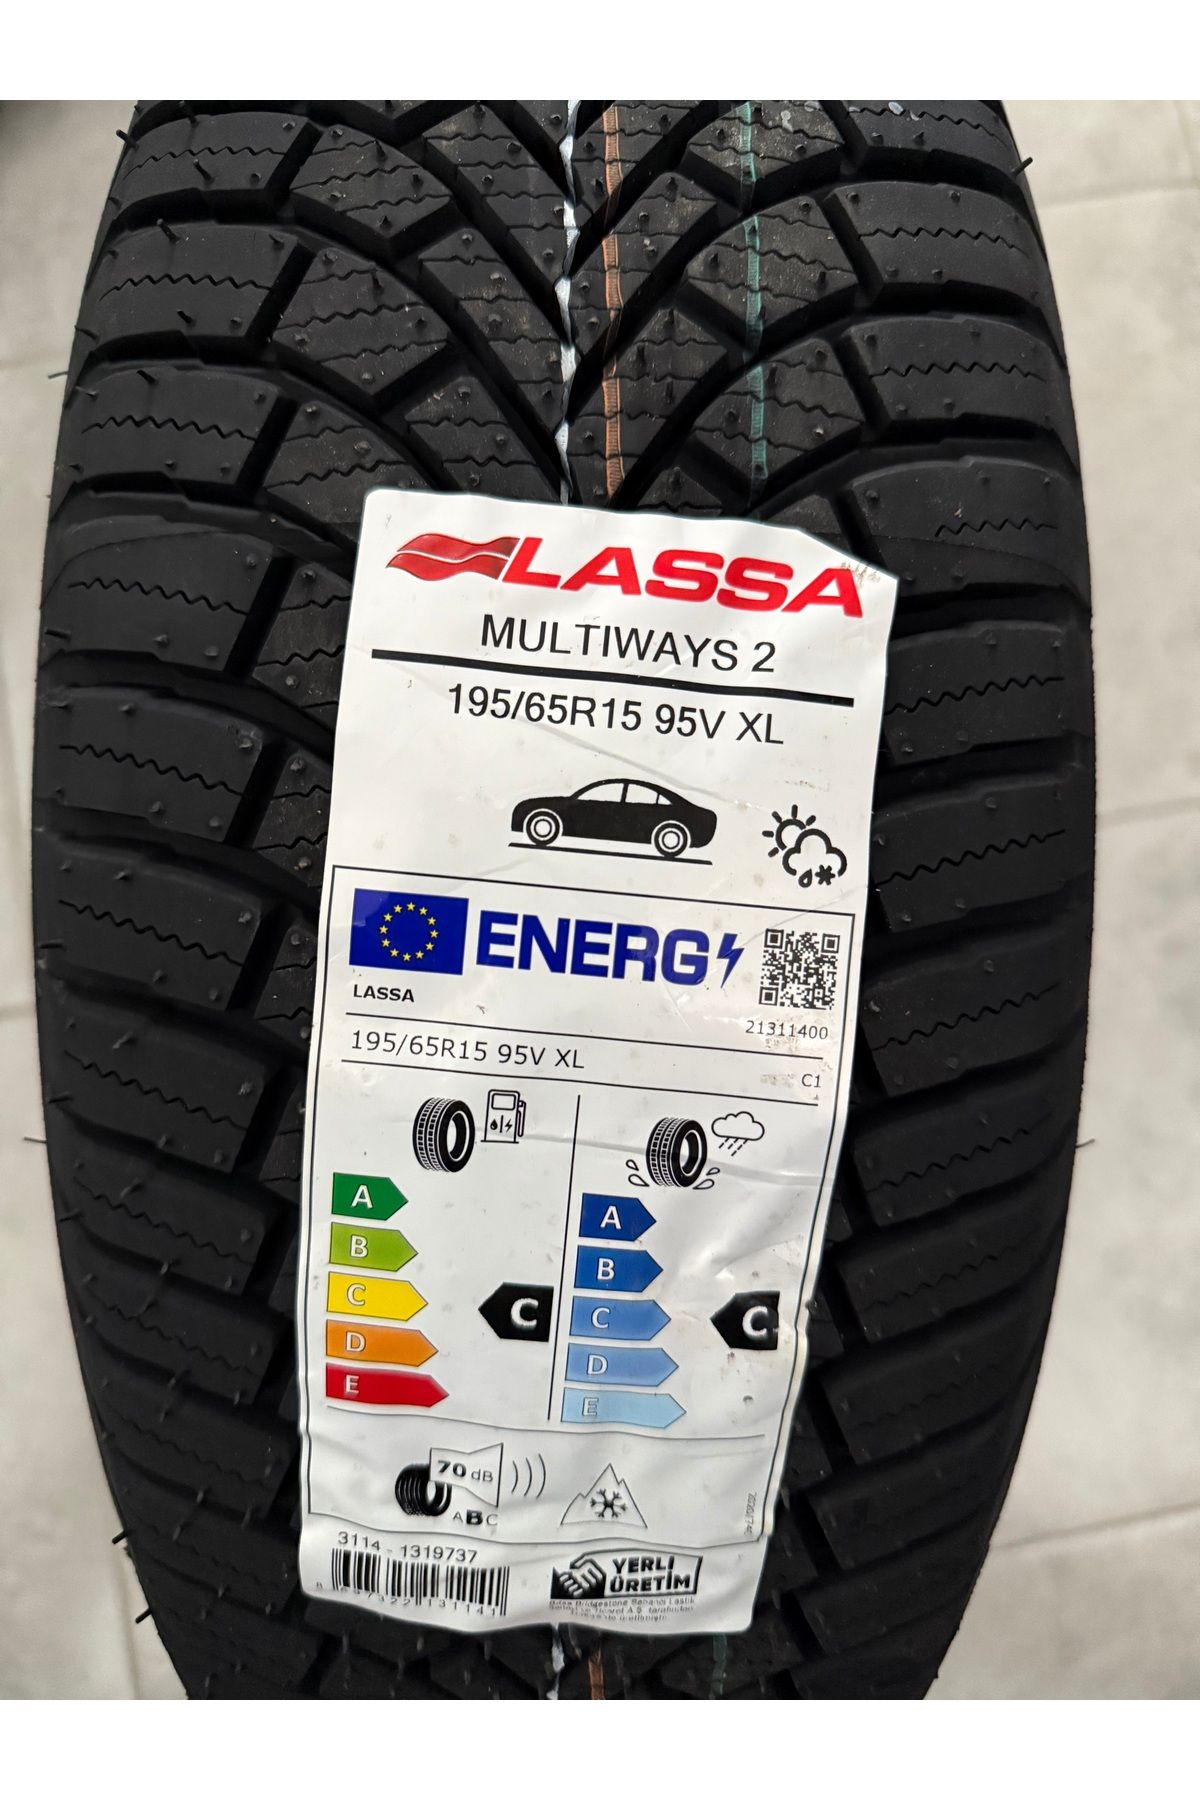 LASSA
MULTIWAYS 2
195/65R15 95V XL
ENERG
LASSA
21311400
195/65R15 95V XL
C1
A
B
C
D
E
C
A
B
C
D
E
C
70 dB
ABC
3114 - 1319737
YERLİ
ÜRETİM